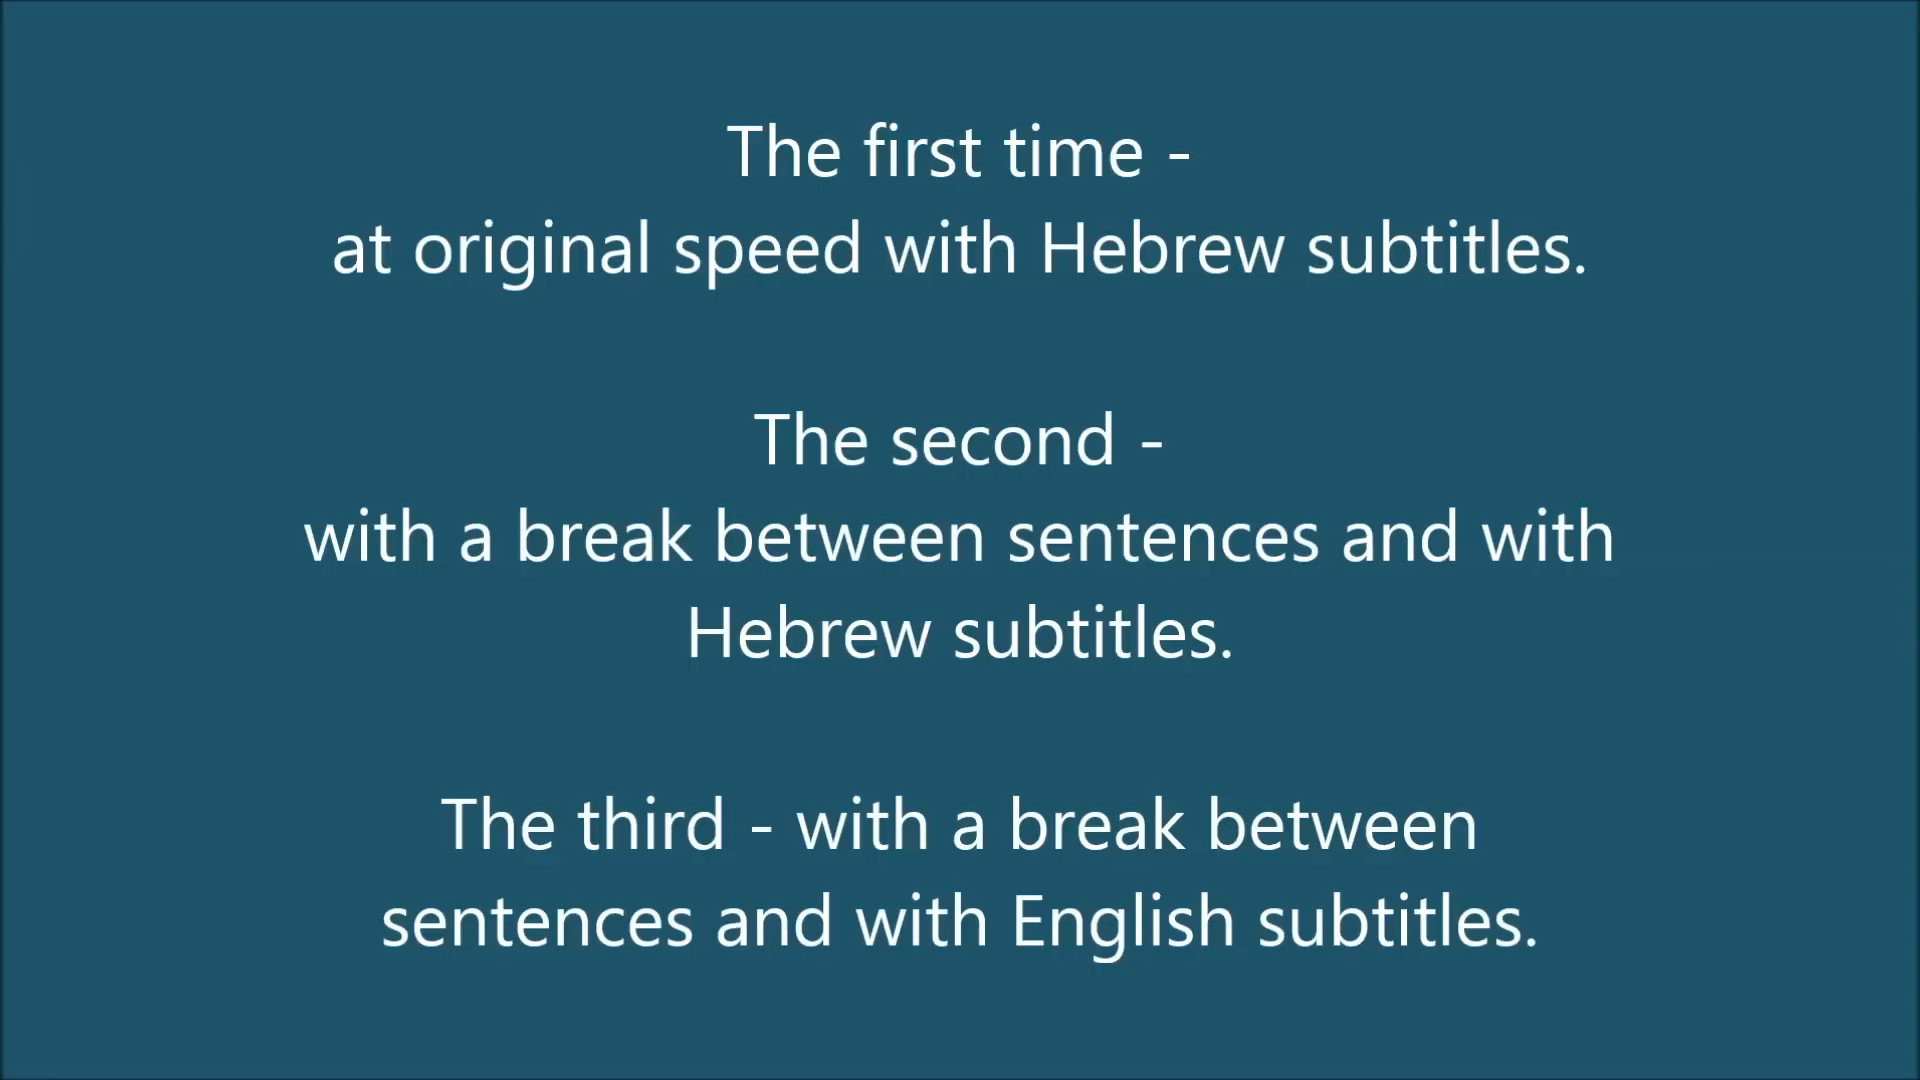 The first time -
at original speed with Hebrew subtitles.
The second -
with a break between sentences and with
Hebrew subtitles.
The third - with a break between
sentences and with English subtitles.